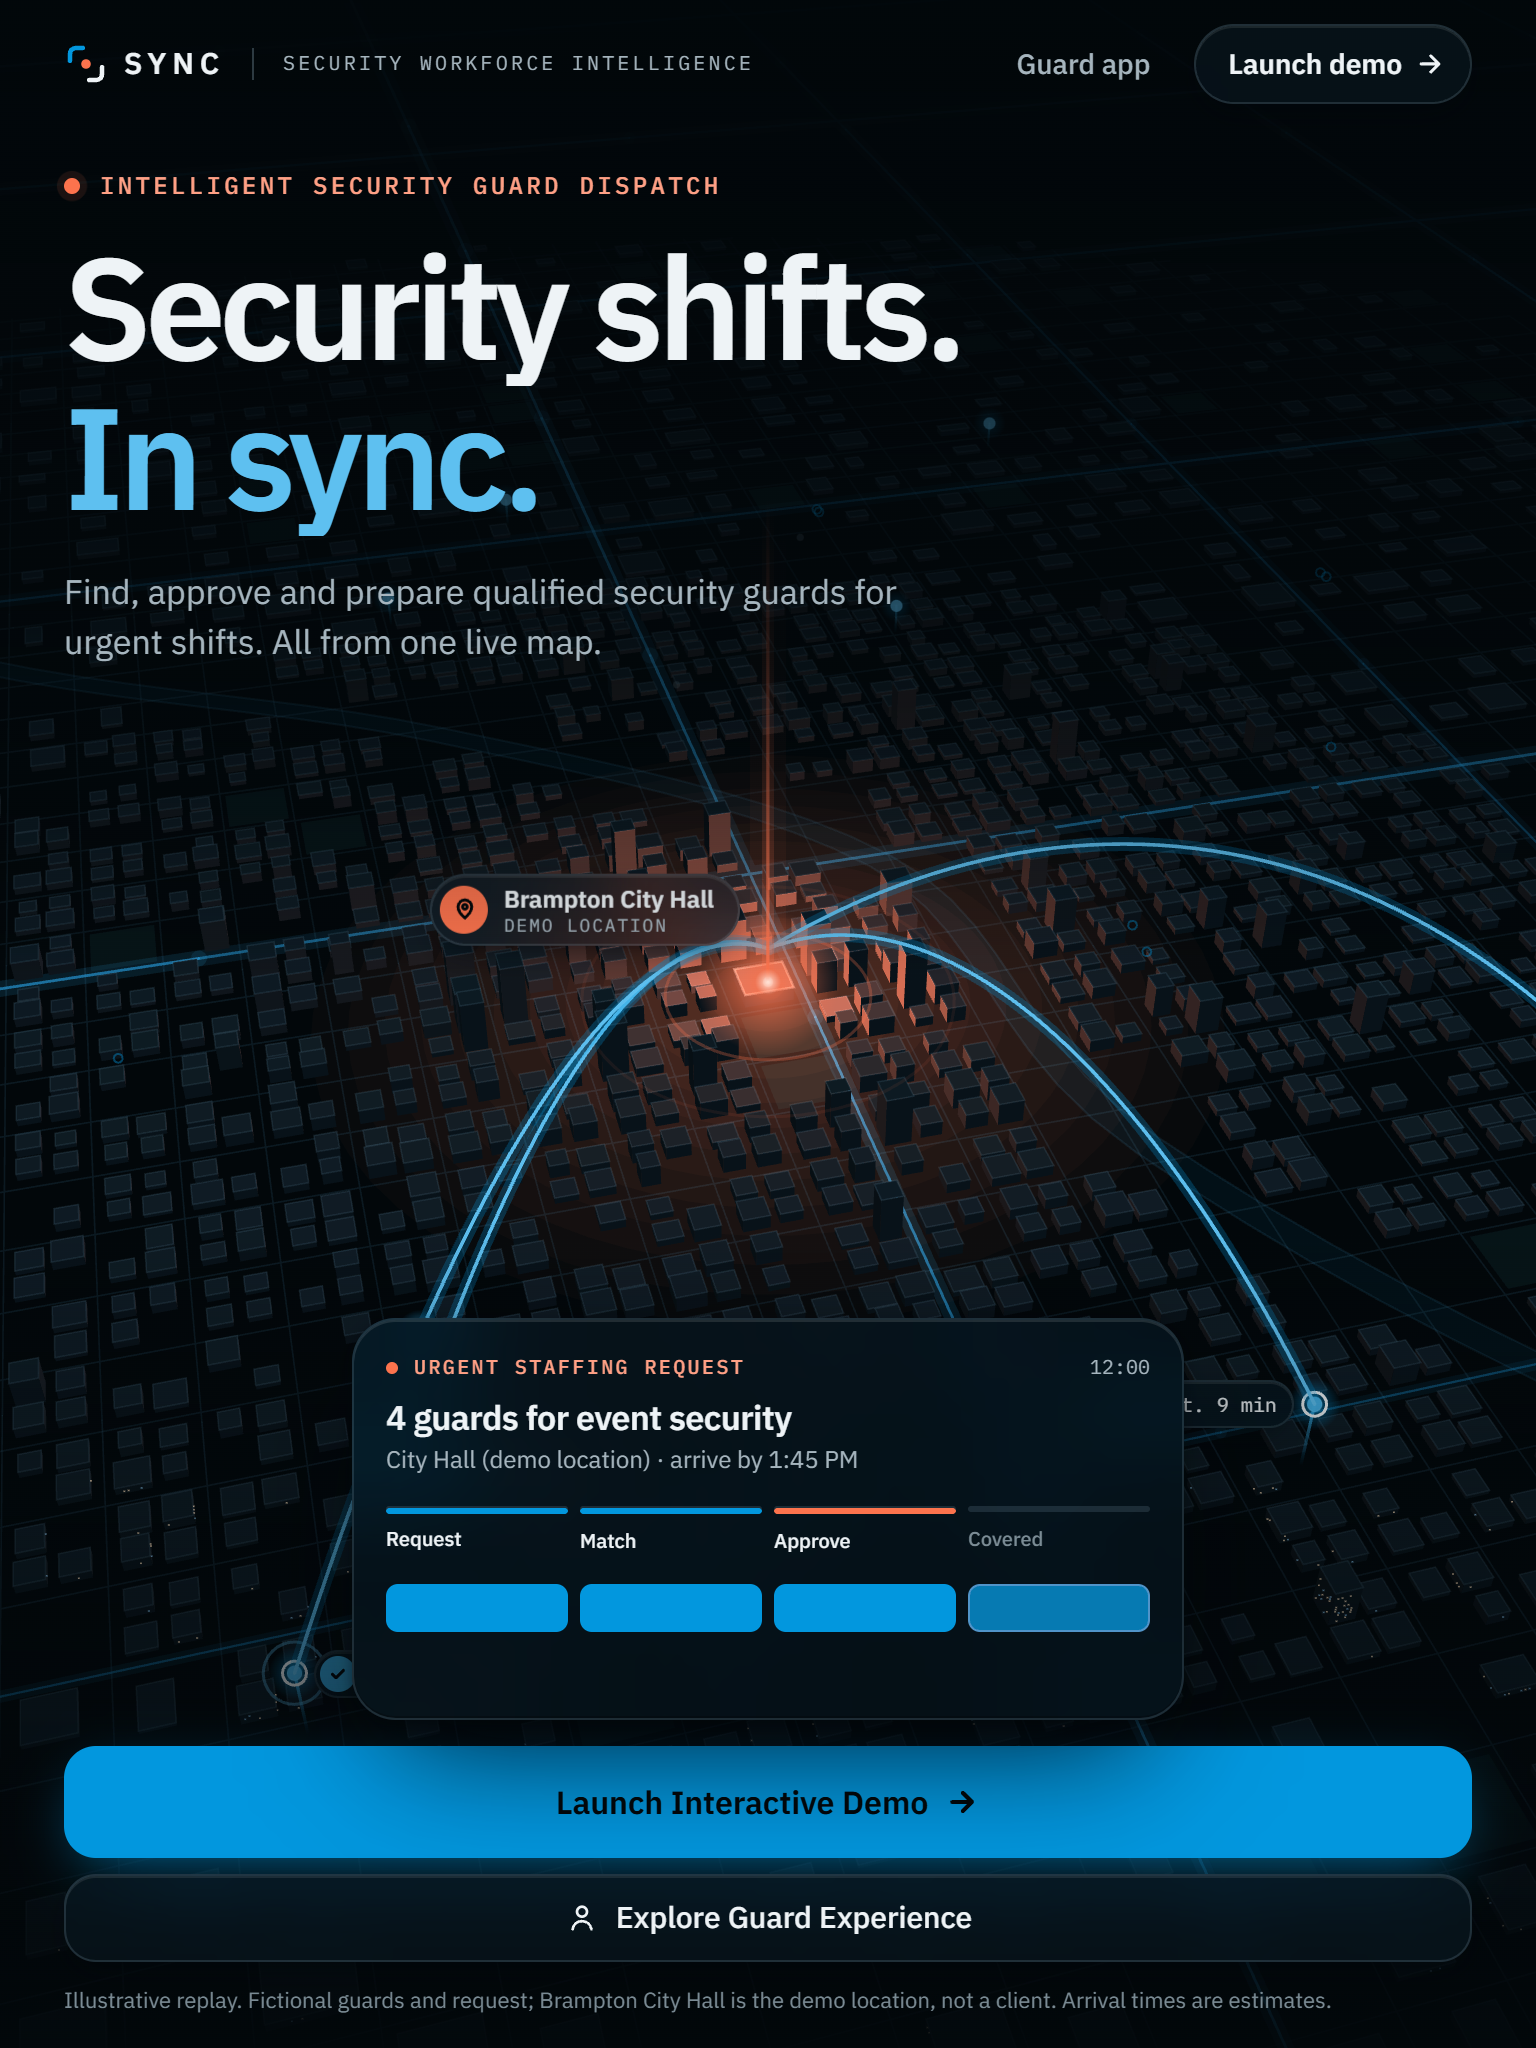 SYNC
SECURITY WORKFORCE INTELLIGENCE
Guard app
Launch demo
INTELLIGENT SECURITY GUARD DISPATCH
Security shifts.
In sync.
Find, approve and prepare qualified security guards for
urgent shifts. All from one live map.
Brampton City Hall
DEMO LOCATION
URGENT STAFFING REQUEST
12:00
4 guards for event security
City Hall (demo location) · arrive by 1:45 PM
t. 9 min
Request
Match
Approve
Covered
Launch Interactive Demo
Explore Guard Experience
Illustrative replay. Fictional guards and request; Brampton City Hall is the demo location, not a client. Arrival times are estimates.